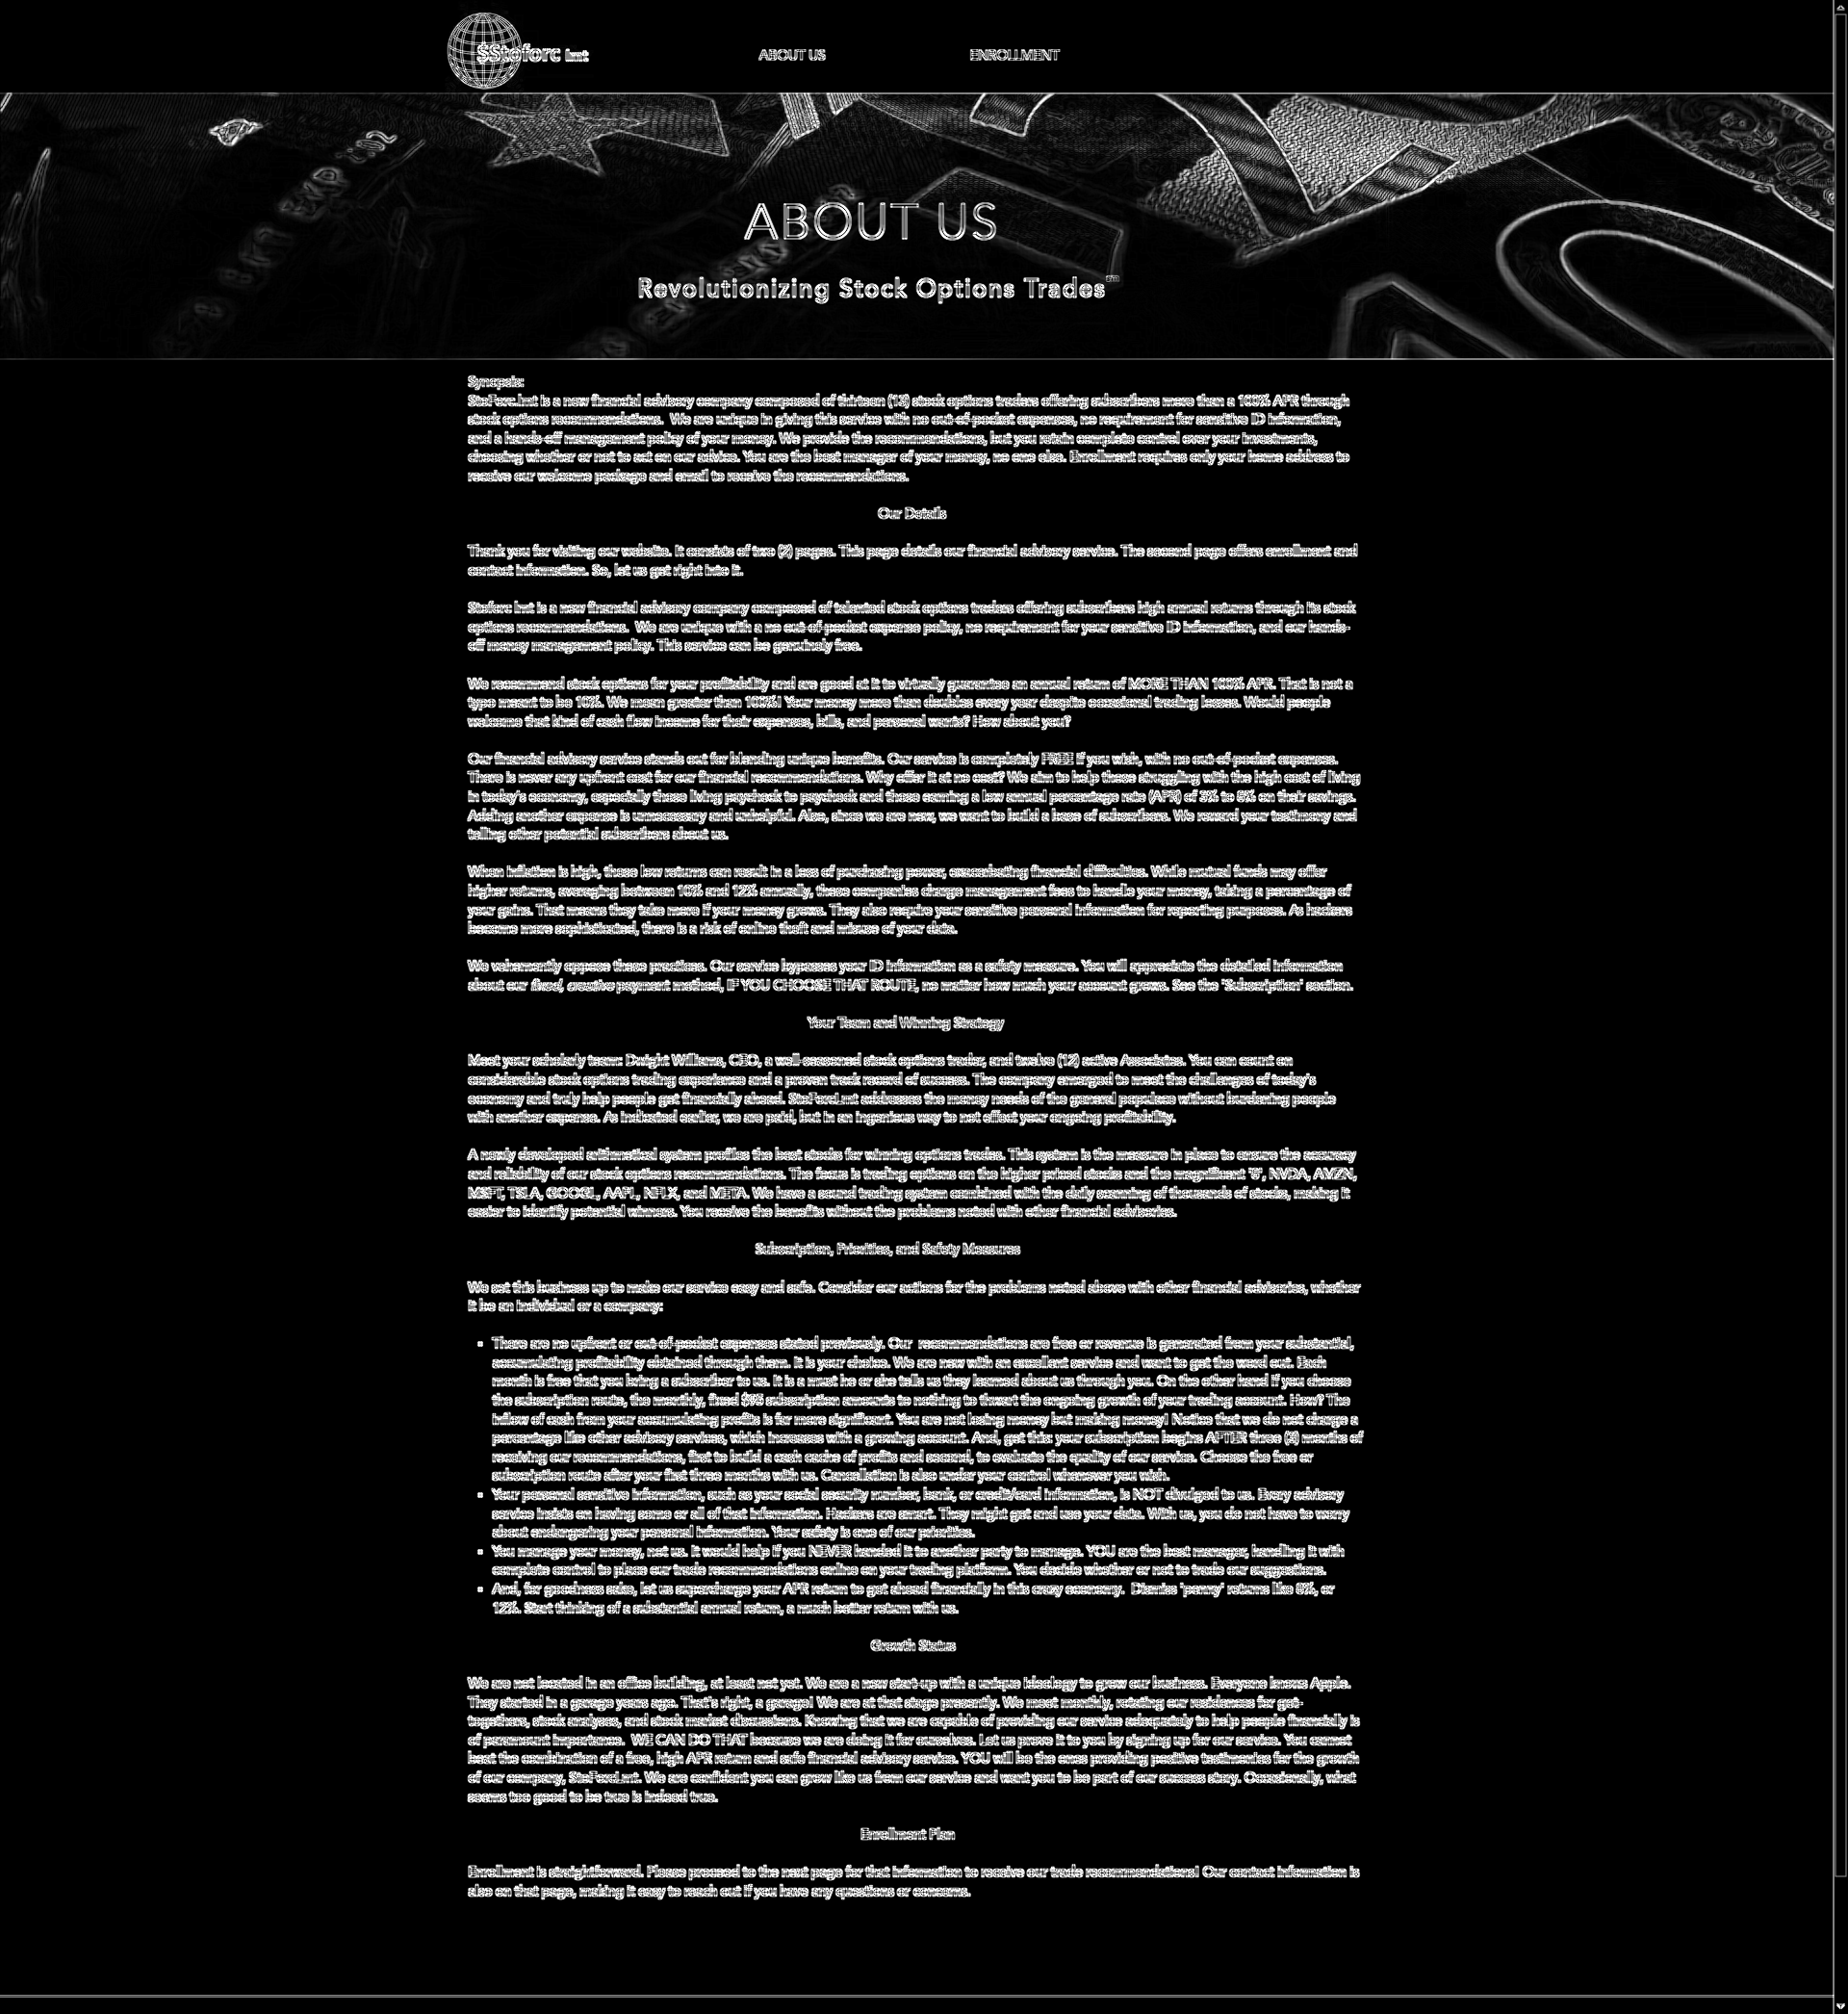 $Stoforc lmt
ABOUT US
ENROLLMENT
ABOUT US
Revolutionizing Stock Options Trades
Synopsis:
is a new financial advisory company composed of thirteen (13) stock options traders offering subscribers more than a 100% APR through
stock options recommendations. We are unique in giving this service with no out-of-pocket expenses, no requirement for sensitive ID information,
and a hands-off management policy of your money. We provide the recommendations, but you retain complete control over your investments,
choosing whether or not to act on our advice. You are the best manager of your money, no one else. Enrollment requires only your home address to
receive our welcome package and email to receive the recommendations.
Our Details
Thank you for visiting our website. It consists of two (2) pages. This page details our financial advisory service. The second page offers enrollment and
contact information. So, let us get right into it.
Stoforc lmt is a new financial advisory company composed of talented stock options traders offering subscribers high annual returns through its stock
options recommendations. We are unique with a no out-of-pocket expense policy, no requirement for your sensitive ID information, and our hands-
off money management policy. This service can be genuinely free.
We recommend stock options for your profitability and are good at it to virtually guarantee an annual return of MORE THAN 100% APR. That is not a
typo meant to be 10%. We mean greater than 100%! Your money more than doubles every year despite occasional trading losses. Would people
welcome that kind of cash flow income for their expenses, bills, and personal wants? How about you?
Our financial advisory service stands out for blending unique benefits. Our service is completely FREE if you wish, with no out-of-pocket expenses.
There is never any upfront cost for our financial recommendations. Why offer it at no cost? We aim to help those struggling with the high cost of living
in today's economy, especially those living paycheck to paycheck and those earning a low annual percentage rate (APR) of to 5% on their savings.
Adding another expense is unnecessary and unhelpful. Also, since we are new, we want to build a base of subscribers. We reward your testimony and
telling other potential subscribers about us.
When inflation is high, these low returns can result in a loss of purchasing power, exacerbating financial difficulties. While mutual funds may offer
higher returns, averaging between 10% and 12% annually, these companies charge management fees to handle your money, taking a percentage of
your gains. That means they take more if your money grows. They also require your sensitive personal information for reporting purposes. As hackers
become more sophisticated, there is a risk of online theft and misuse of your data.
We vehemently oppose these practices. Our service bypasses your ID information as a safety measure. You will appreciate the detailed information
about our fixed, creative payment method, IF YOU CHOOSE THAT ROUTE, no matter how much your account grows. See the 'Subscription' section.
Your Team and Winning Strategy
Meet your scholarly team: Dwight Williams, CEO, a well-seasoned stock options trader, and twelve (12) active Associates. You can count on
considerable stock options trading experience and a proven track record of success. The company emerged to meet the challenges of today's
economy and truly help people get financially ahead. addresses the money needs of the general populace without burdening people
with another expense. As indicated earlier, we are paid, but in an ingenious way to not affect your ongoing profitability.
A newly developed arithmetical system profiles the best stocks for winning options trades. This system is the measure in place to ensure the accuracy
and reliability of our stock options recommendations. The focus is trading options on the higher priced stocks and the magnificent NVDA, AMZN,
MSFT, TSLA, GOOGL, AAPL, NFLX, and META. We have a sound trading system combined with the daily scanning of thousands of stocks, making it
easier to identify potential winners. You receive the benefits without the problems noted with other financial advisories.
Subscription, Priorities, and Safety Measures
We set this business up to make our service easy and safe. Consider our actions for the problems noted above with other financial advisories, whether
it be an individual or a company:
There are no upfront or out-of-pocket expenses stated previously. Our recommendations are free or revenue is generated from your substantial,
accumulating profitability obtained through them. It is your choice. We are new with an excellent service and want to get the word out. Each
month is free that you bring a subscriber to us. It is a must he or she tells us they learned about us through you. On the other hand if you choose
the subscription route, the monthly, fixed subscription amounts to nothing to thwart the ongoing growth of your trading account. How? The
inflow of cash from your accumulating profits is far more significant. You are not losing money but making money! Notice that we do not charge a
percentage like other advisory services, which increases with a growing account. And, get this: your subscription begins AFTER three (3) months of
receiving our recommendations, first to build a cash cache of profits and second, to evaluate the quality of our service. Choose the free or
subscription route after your first three months with us. Cancellation is also under your control whenever you wish.
Your personal sensitive information, such as your social security number, bank, or credit/card information, is NOT divulged to us. Every advisory
service insists on having some or all of that information. Hackers are smart. They might get and use your data. With us, you do not have to worry
about endangering your personal information. Your safety is one of our priorities.
You manage your money, not us. It would help if you NEVER handed it to another party to manage. YOU are the best manager, handling it with
complete control to place our trade recommendations online on your trading platform. You decide whether or not to trade our suggestions.
And, for goodness sake, let us supercharge your APR return to get ahead financially in this crazy economy. Dismiss 'penny' returns like or
12%. Start thinking of a substantial annual return, a much better return with us.
Growth Status
We are not located in an office building, at least not yet. We are a new start-up with a unique ideology to grow our business. Everyone knows Apple.
They started in a garage years ago. That's right, a garage! We are at that stage presently. We meet monthly, rotating our residences for get-
togethers, stock analyses, and stock market discussions. Knowing that we are capable of providing our service adequately to help people financially is
of paramount importance. WE CAN DO THAT because we are doing it for ourselves. Let us prove it to you by signing up for our service. You cannot
beat the combination of a free, high APR return and safe financial advisory service. YOU will be the ones providing positive testimonies for the growth
of our company, We are confident you can grow like us from our service and want you to be part of our success story. Occasionally, what
seems too good to be true is indeed true.
Enrollment Plan
Enrollment is straightforward. Please proceed to the next page for that information to receive our trade recommendations! Our contact information is
also on that page, making it easy to reach out if you have any questions or concerns.